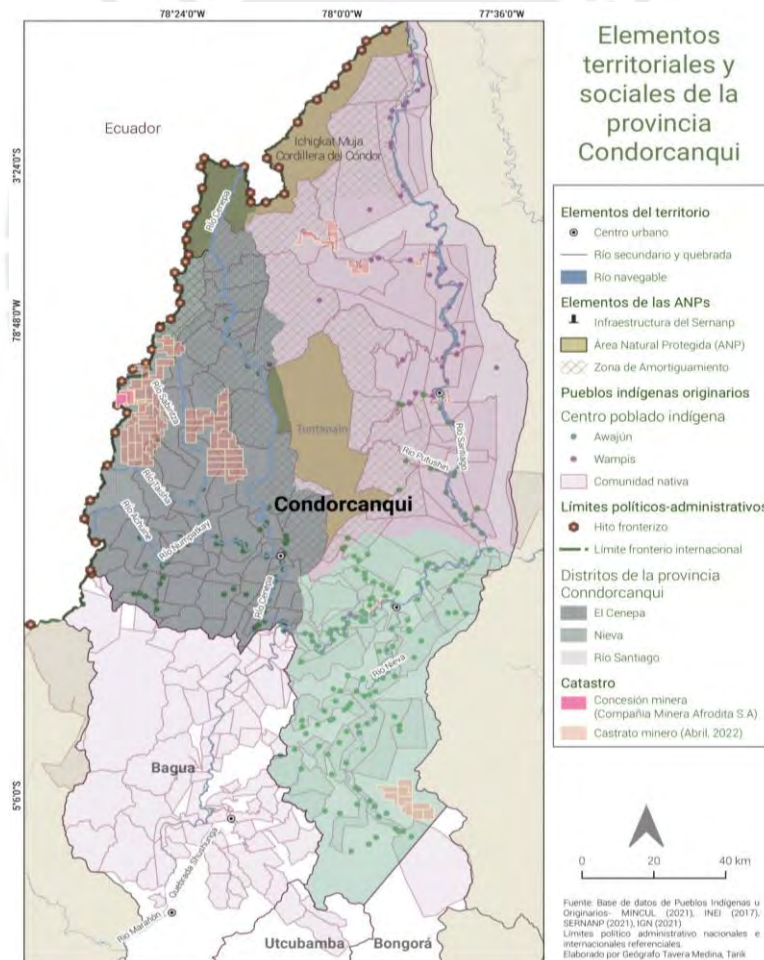 78°24'0"W
78°0'0"W
77°36'0"W
3°24'0"S
78°48'0"W
5°6'0"S
Elementos
territoriales y
sociales de la
provincia
Condorcanqui
Ecuador
Ichigkat Muja
Cordillera del Cóndor
Río Cenepa
Río Santiago
Tuntanain
Río Putushin
Condorcanqui
Río Numpatkay
Río Cenepa
Río Nieva
Bagua
Quebrada Shushunga
Río Marañón
Utcubamba
Bongorá
Elementos del territorio
Centro urbano
Río secundario y quebrada
Río navegable
Elementos de las ANPs
Infraestructura del Sernanp
Área Natural Protegida (ANP)
Zona de Amortiguamiento
Pueblos indígenas originarios
Centro poblado indígena
Awajún
Wampis
Comunidad nativa
Límites políticos-administrativos
Hito fronterizo
Límite fronterio internacional
Distritos de la provincia
Conndorcanqui
El Cenepa
Nieva
Río Santiago
Catastro
Concesión minera
(Compañia Minera Afrodita S.A)
Castrato minero (Abril, 2022)
0 20 40 km
Fuente: Base de datos de Pueblos Indígenas u
Originarios- MINCUL (2021), INEI (2017),
SERNANP (2021), IGN (2021)
Límites político administrativo nacionales e
internacionales referenciales.
Elaborado por Geógrafo Tavera Medina, Tarik